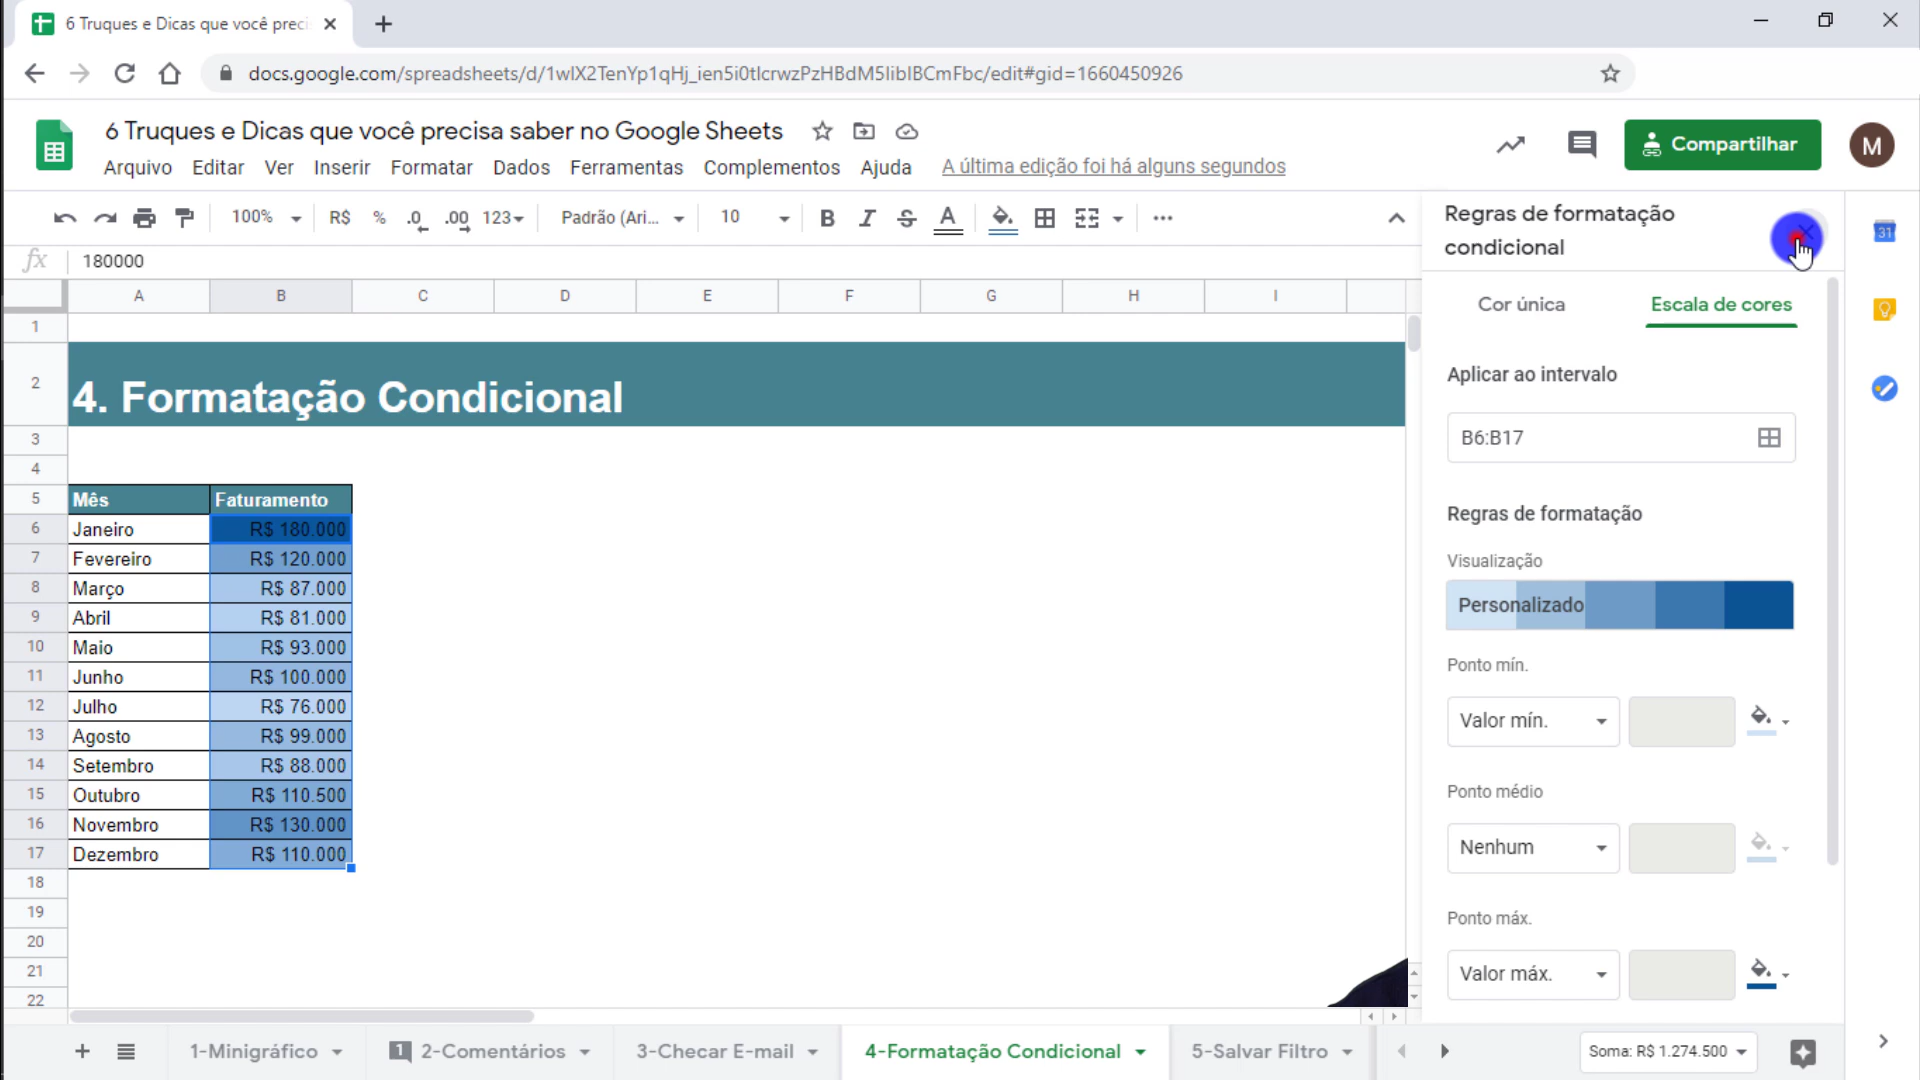 6 Truques e Dicas que você preci
docs.google.com/spreadsheets/d/1wlX2TenYp1qHj_ien5i0tIcrwzPzHBdM5IibIBCmFbc/edit#gid=1660450926
6 Truques e Dicas que você precisa saber no Google Sheets
Arquivo Editar Ver Inserir Formatar Dados Ferramentas Complementos Ajuda A última edição foi há alguns segundos
Compartilhar
M
100% R$ % .0 .00 123 Padrão (Ari... 10 B I S A
fx 180000
A B C D E F G H I
1
2 4. Formatação Condicional
3
4
5 Mês Faturamento
6 Janeiro R$ 180.000
7 Fevereiro R$ 120.000
8 Março R$ 87.000
9 Abril R$ 81.000
10 Maio R$ 93.000
11 Junho R$ 100.000
12 Julho R$ 76.000
13 Agosto R$ 99.000
14 Setembro R$ 88.000
15 Outubro R$ 110.500
16 Novembro R$ 130.000
17 Dezembro R$ 110.000
18
19
20
21
22
Regras de formatação
condicional
Cor única Escala de cores
Aplicar ao intervalo
B6:B17
Regras de formatação
Visualização
Personalizado
Ponto mín.
Valor mín.
Ponto médio
Nenhum
Ponto máx.
Valor máx.
31
1-Minigráfico 1 2-Comentários 3-Checar E-mail 4-Formatação Condicional 5-Salvar Filtro Soma: R$ 1.274.500